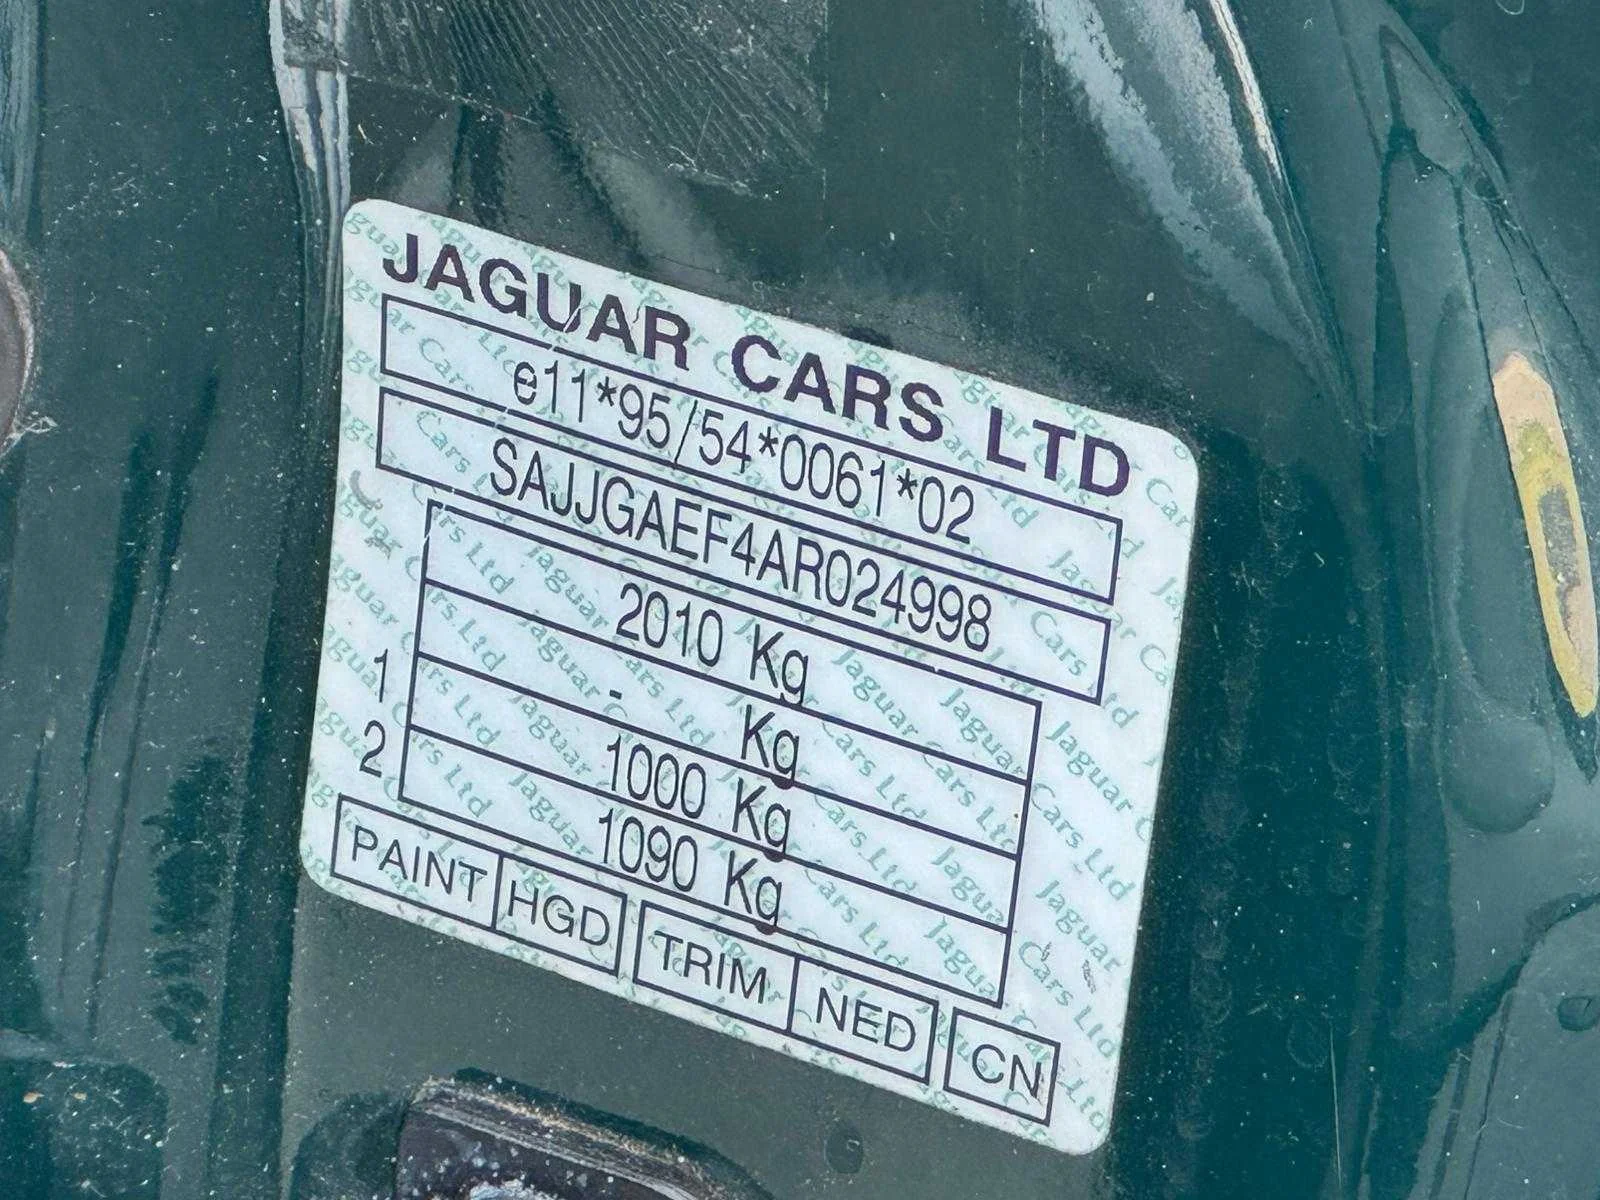 JAGUAR CARS LTD
e11*95/54*0061*02
SAJJGAEF4AR024998
2010 Kg
- Kg
1 1000 Kg
2 1090 Kg
PAINT HGD TRIM NED CN